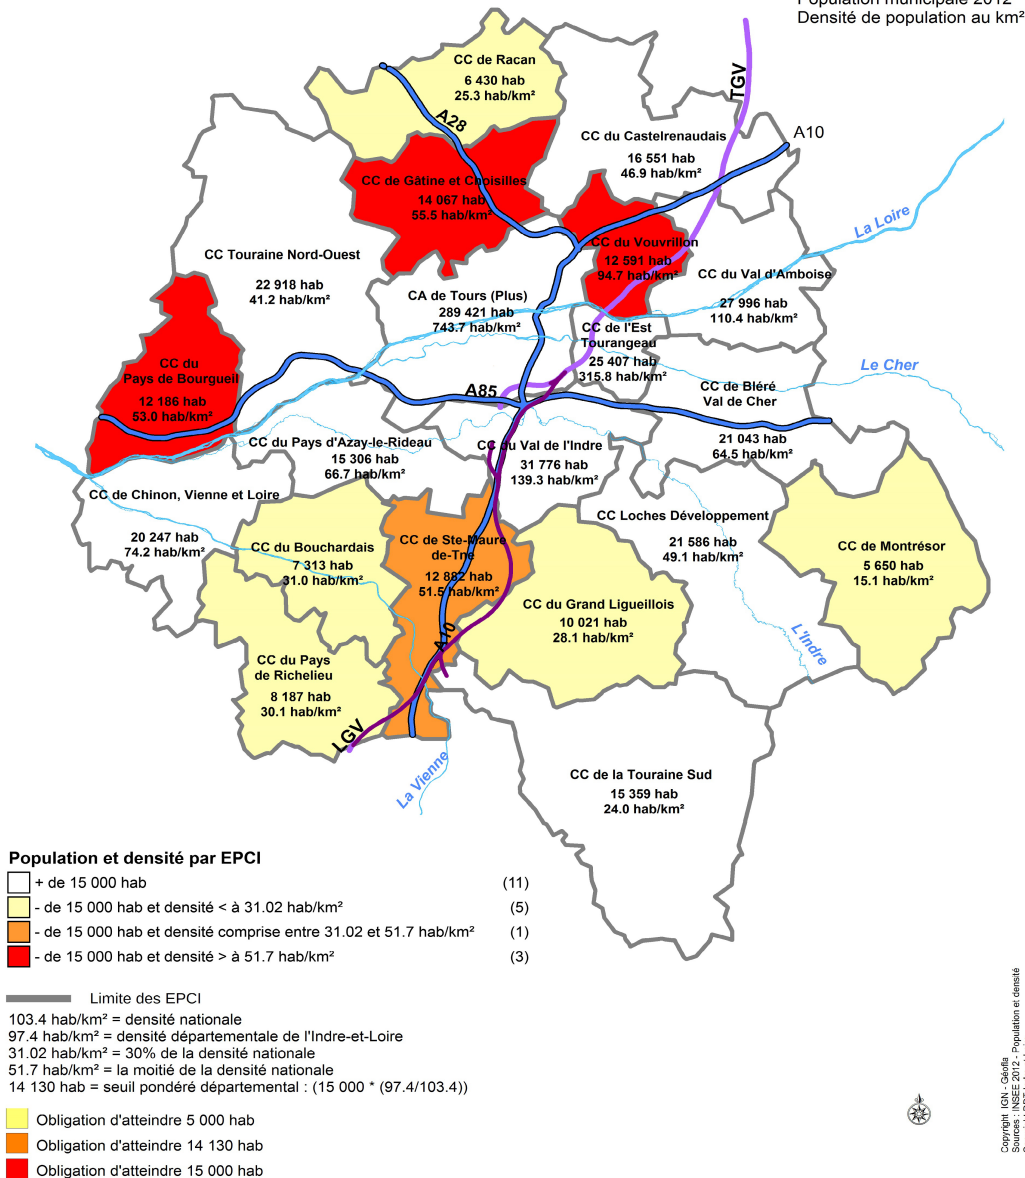 Population municipale 2012
Densité de population au km²
CC de Racan
6 430 hab
25.3 hab/km²
TGV
A28
A10
CC du Castelrenaudais
16 551 hab
46.9 hab/km²
CC de Gâtine et Choisilles
14 067 hab
55.5 hab/km²
La Loire
CC du Vouvrillon
12 591 hab
94.7 hab/km²
CC Touraine Nord-Ouest
22 918 hab
41.2 hab/km²
CC du Val d'Amboise
27 996 hab
110.4 hab/km²
CA de Tours (Plus)
289 421 hab
743.7 hab/km²
CC de l'Est
Tourangeau
25 407 hab
315.8 hab/km²
CC du
Pays de Bourgueil
12 186 hab
53.0 hab/km²
Le Cher
A85
CC de Bléré
Val de Cher
21 043 hab
64.5 hab/km²
CC du Pays d'Azay-le-Rideau
15 306 hab
66.7 hab/km²
CC du Val de l'Indre
31 776 hab
139.3 hab/km²
CC de Chinon, Vienne et Loire
20 247 hab
74.2 hab/km²
CC Loches Développement
21 586 hab
49.1 hab/km²
CC du Bouchardais
7 313 hab
31.0 hab/km²
CC de Ste-Maure
de-Tne
12 882 hab
51.5 hab/km²
CC de Montrésor
5 650 hab
15.1 hab/km²
CC du Grand Ligueillois
10 021 hab
28.1 hab/km²
A10
L'Indre
CC du Pays
de Richelieu
8 187 hab
30.1 hab/km²
LGV
La Vienne
CC de la Touraine Sud
15 359 hab
24.0 hab/km²
Population et densité par EPCI
+ de 15 000 hab (11)
- de 15 000 hab et densité < à 31.02 hab/km² (5)
- de 15 000 hab et densité comprise entre 31.02 et 51.7 hab/km² (1)
- de 15 000 hab et densité > à 51.7 hab/km² (3)
Limite des EPCI
103.4 hab/km² = densité nationale
97.4 hab/km² = densité départementale de l'Indre-et-Loire
31.02 hab/km² = 30% de la densité nationale
51.7 hab/km² = la moitié de la densité nationale
14 130 hab = seuil pondéré départemental : (15 000 * (97.4/103.4))
Obligation d'atteindre 5 000 hab
Obligation d'atteindre 14 130 hab
Obligation d'atteindre 15 000 hab
Copyright IGN - Géofla
Sources : INSEE 2012 - Population et densité